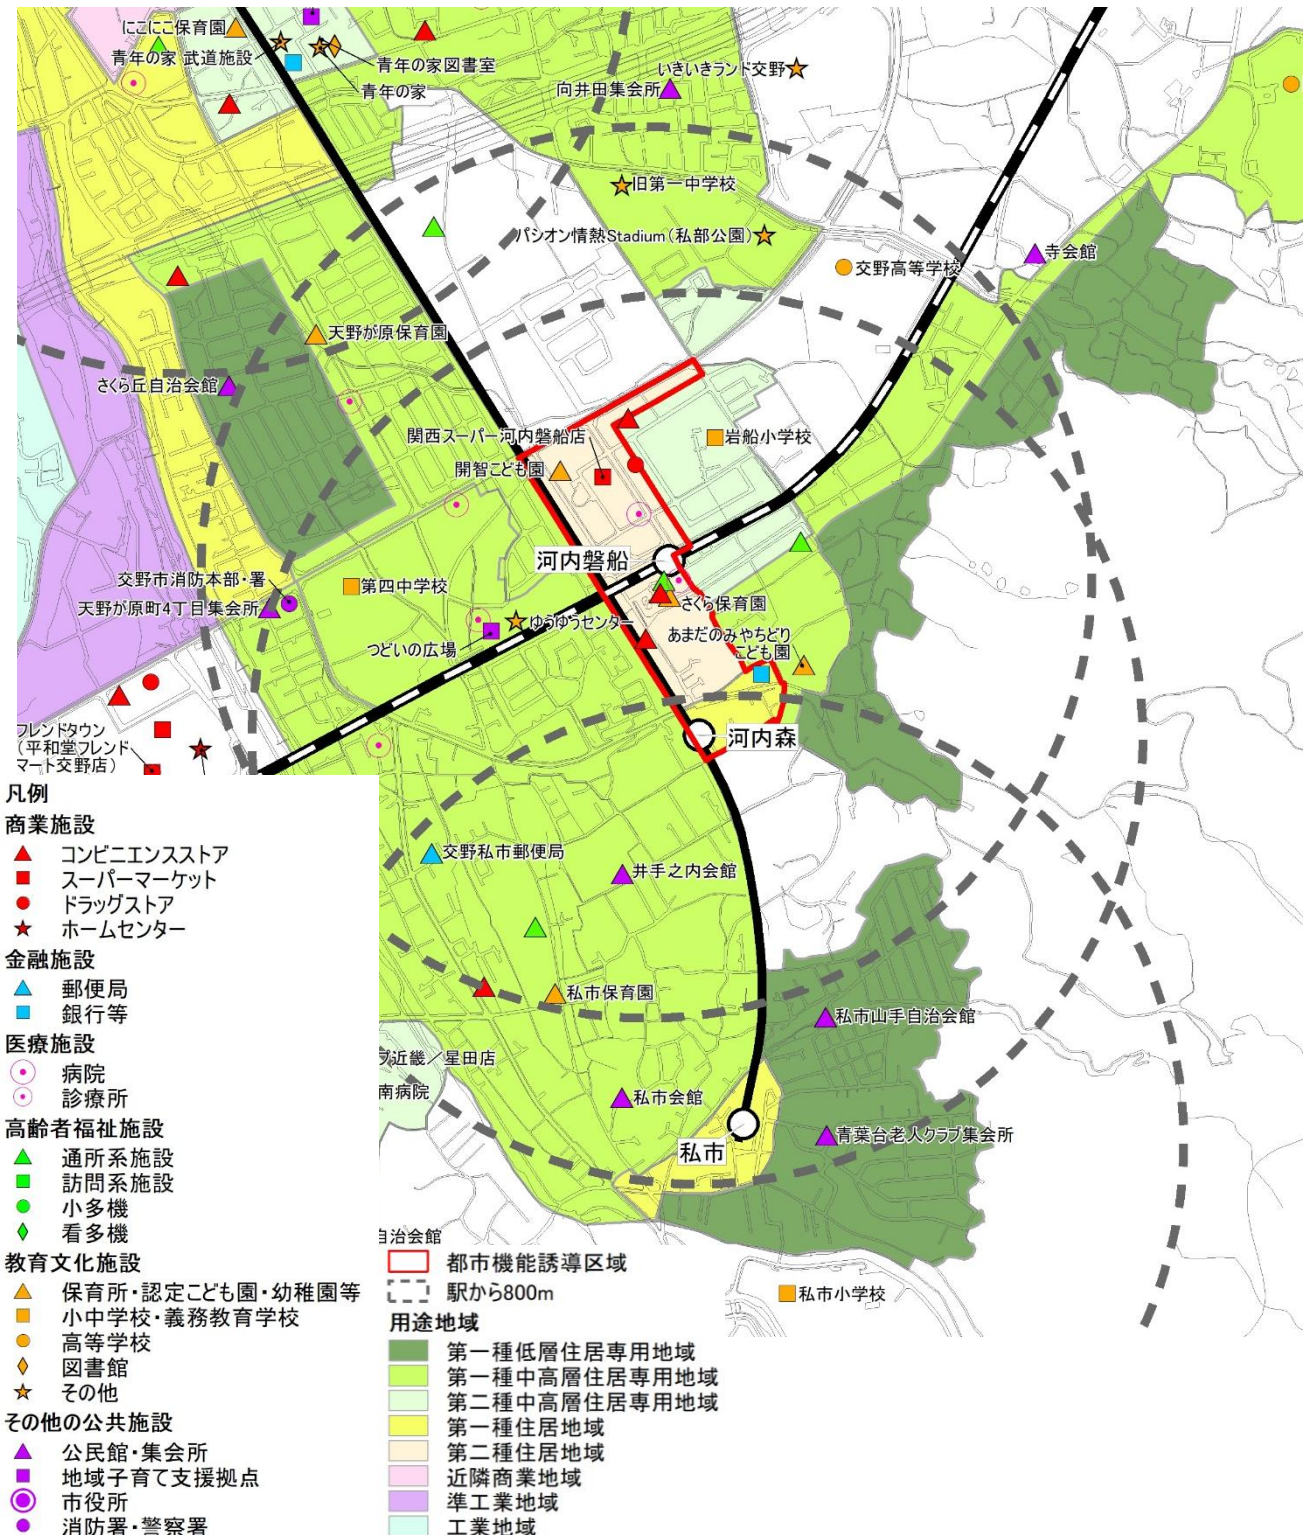 にこにこ保育園
青年の家 武道施設
青年の家図書室
青年の家
いきいきランド交野
向井田集会所
旧第一中学校
パシオン情熱Stadium(私部公園)
交野高等学校
寺会館
天野が原保育園
さくら丘自治会館
関西スーパー河内磐船店
岩船小学校
開智こども園
河内磐船
交野市消防本部・署
天野が原町4丁目集会所
第四中学校
さくら保育園
ゆうゆうセンター
つどいの広場
あまだのみやちどり
こども園
河内森
フレンドタウン
(平和堂フレンド
マート交野店)
交野私市郵便局
井手之内会館
私市保育園
私市山手自治会館
ブ近畿/星田店
南病院
私市会館
青葉台老人クラブ集会所
私市
自治会館
私市小学校
凡例
商業施設
コンビニエンスストア
スーパーマーケット
ドラッグストア
ホームセンター
金融施設
郵便局
銀行等
医療施設
病院
診療所
高齢者福祉施設
通所系施設
訪問系施設
小多機
看多機
教育文化施設
保育所・認定こども園・幼稚園等
小中学校・義務教育学校
高等学校
図書館
その他
その他の公共施設
公民館・集会所
地域子育て支援拠点
市役所
消防署・警察署
都市機能誘導区域
駅から800m
用途地域
第一種低層住居専用地域
第一種中高層住居専用地域
第二種中高層住居専用地域
第一種住居地域
第二種住居地域
近隣商業地域
準工業地域
工業地域